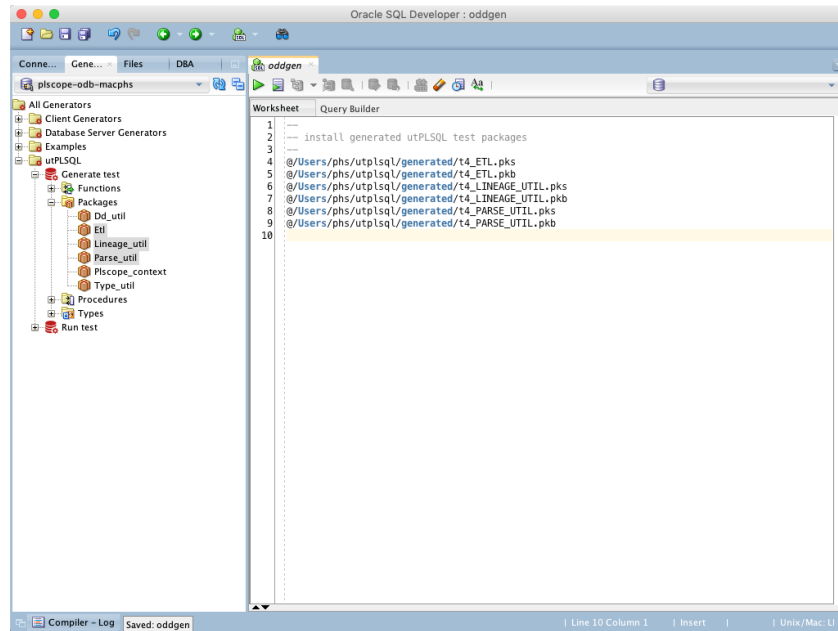 Oracle SQL Developer : oddgen
Conne... Gene... Files DBA
oddgen
plscope-odb-macphs
Worksheet Query Builder
All Generators
Client Generators
Database Server Generators
Examples
utPLSQL
Generate test
Functions
Packages
Dd_util
Etl
Lineage_util
Parse_util
Plscope_context
Type_util
Procedures
Types
Run test
1 --
2 -- install generated utPLSQL test packages
3 --
4 @/Users/phs/utplsql/generated/t4_ETL.pks
5 @/Users/phs/utplsql/generated/t4_ETL.pkb
6 @/Users/phs/utplsql/generated/t4_LINEAGE_UTIL.pks
7 @/Users/phs/utplsql/generated/t4_LINEAGE_UTIL.pkb
8 @/Users/phs/utplsql/generated/t4_PARSE_UTIL.pks
9 @/Users/phs/utplsql/generated/t4_PARSE_UTIL.pkb
10
Compiler - Log Saved: oddgen | Line 10 Column 1 | Insert | | Unix/Mac: